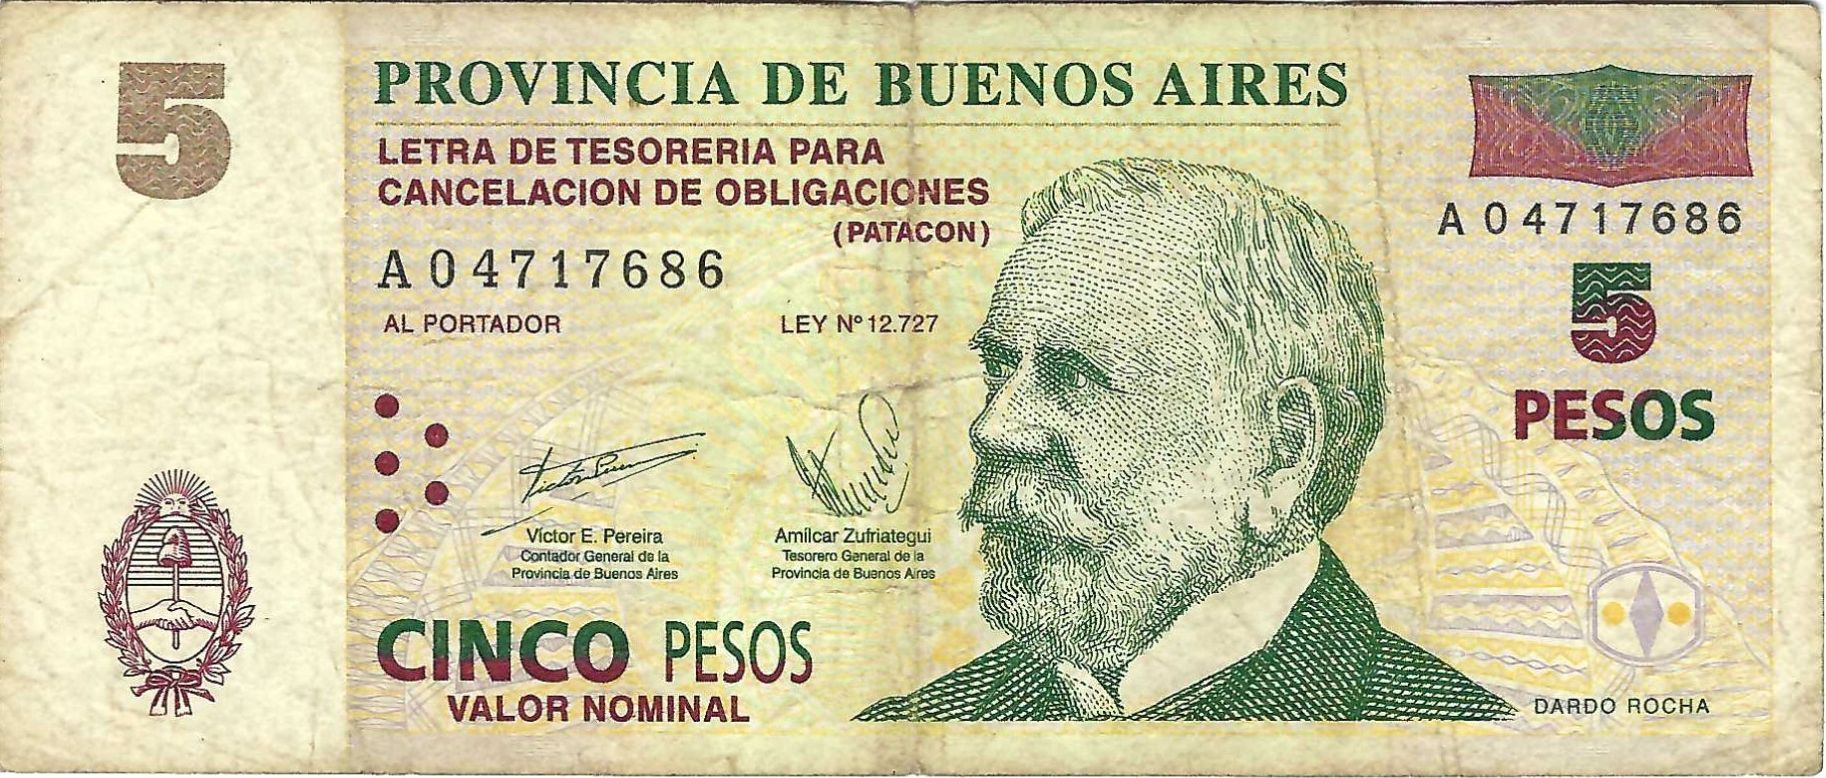 5
PROVINCIA DE BUENOS AIRES
LETRA DE TESORERIA PARA
CANCELACION DE OBLIGACIONES
(PATACON)
A04717686
A04717686
AL PORTADOR
LEY Nº 12.727
5
PESOS
Víctor E. Pereira
Contador General de la
Provincia de Buenos Aires
Amílcar Zufriategui
Tesorero General de la
Provincia de Buenos Aires
CINCO PESOS
VALOR NOMINAL
DARDO ROCHA